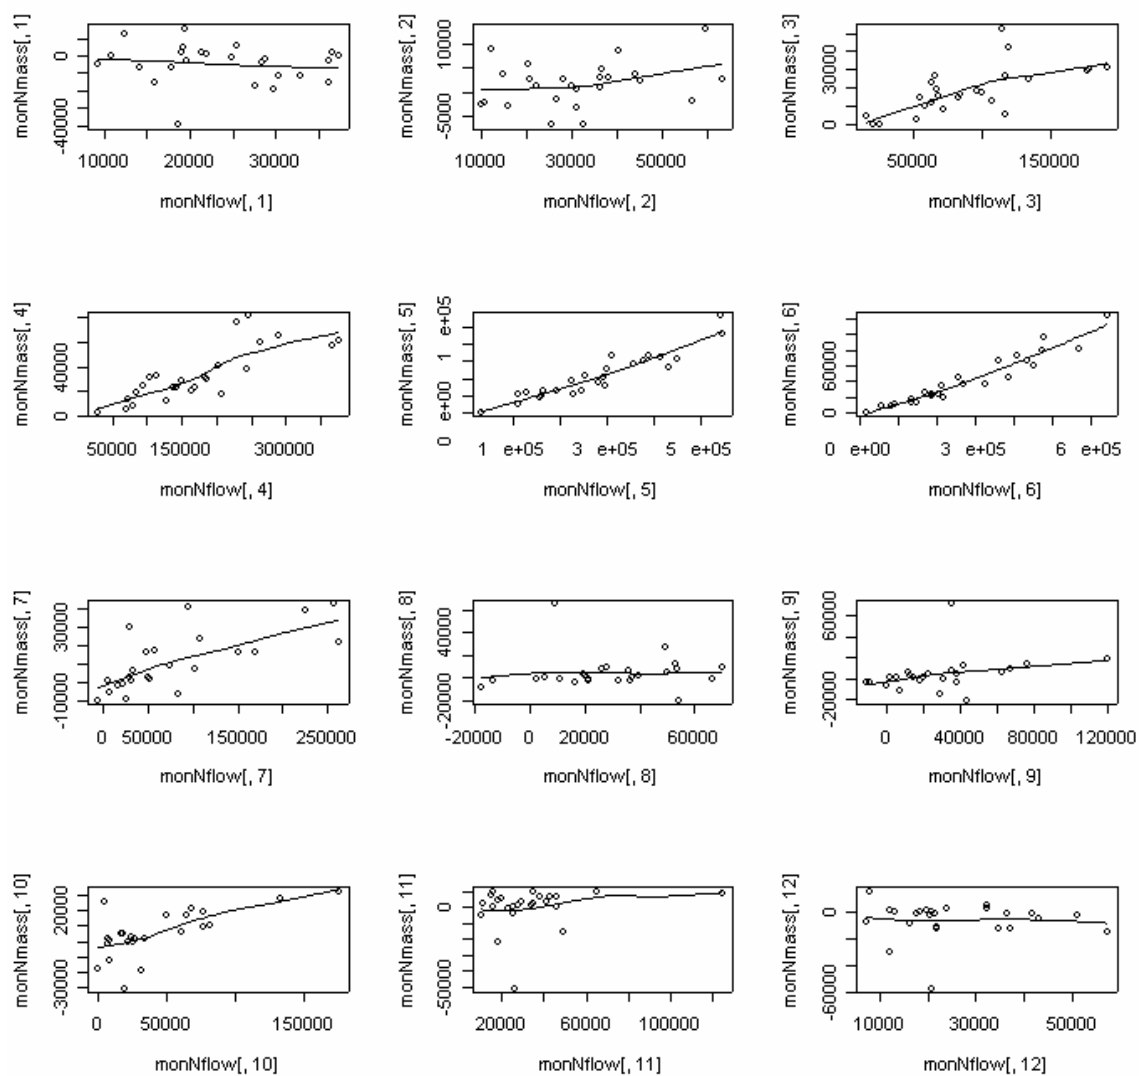 monNmass[, 1]
0
-40000
10000 20000 30000
monNflow[, 1]
monNmass[, 2]
10000
-5000
10000 30000 50000
monNflow[, 2]
monNmass[, 3]
30000
0
50000 150000
monNflow[, 3]
monNmass[, 4]
40000
0
50000 150000 300000
monNflow[, 4]
monNmass[, 5]
0 e+00 1 e+05
1 e+05 3 e+05 5 e+05
monNflow[, 5]
monNmass[, 6]
60000
0
0 e+00 3 e+05 6 e+05
monNflow[, 6]
monNmass[, 7]
30000
-10000
0 50000 150000 250000
monNflow[, 7]
monNmass[, 8]
40000
-20000
-20000 0 20000 60000
monNflow[, 8]
monNmass[, 9]
60000
-20000
0 40000 80000 120000
monNflow[, 9]
monNmass[, 10]
20000
-30000
0 50000 150000
monNflow[, 10]
monNmass[, 11]
0
-50000
20000 60000 100000
monNflow[, 11]
monNmass[, 12]
0
-60000
10000 30000 50000
monNflow[, 12]